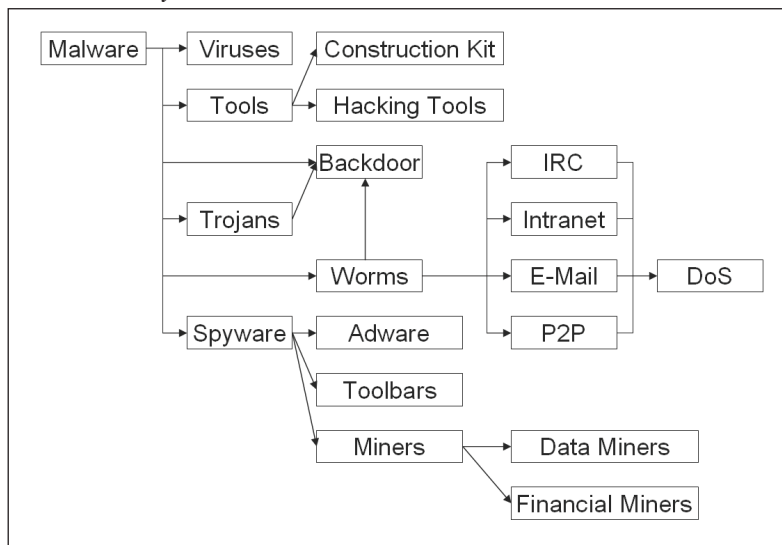 Malware
Viruses
Construction Kit
Tools
Hacking Tools
Backdoor
IRC
Trojans
Intranet
Worms
E-Mail
DoS
Spyware
Adware
P2P
Toolbars
Miners
Data Miners
Financial Miners